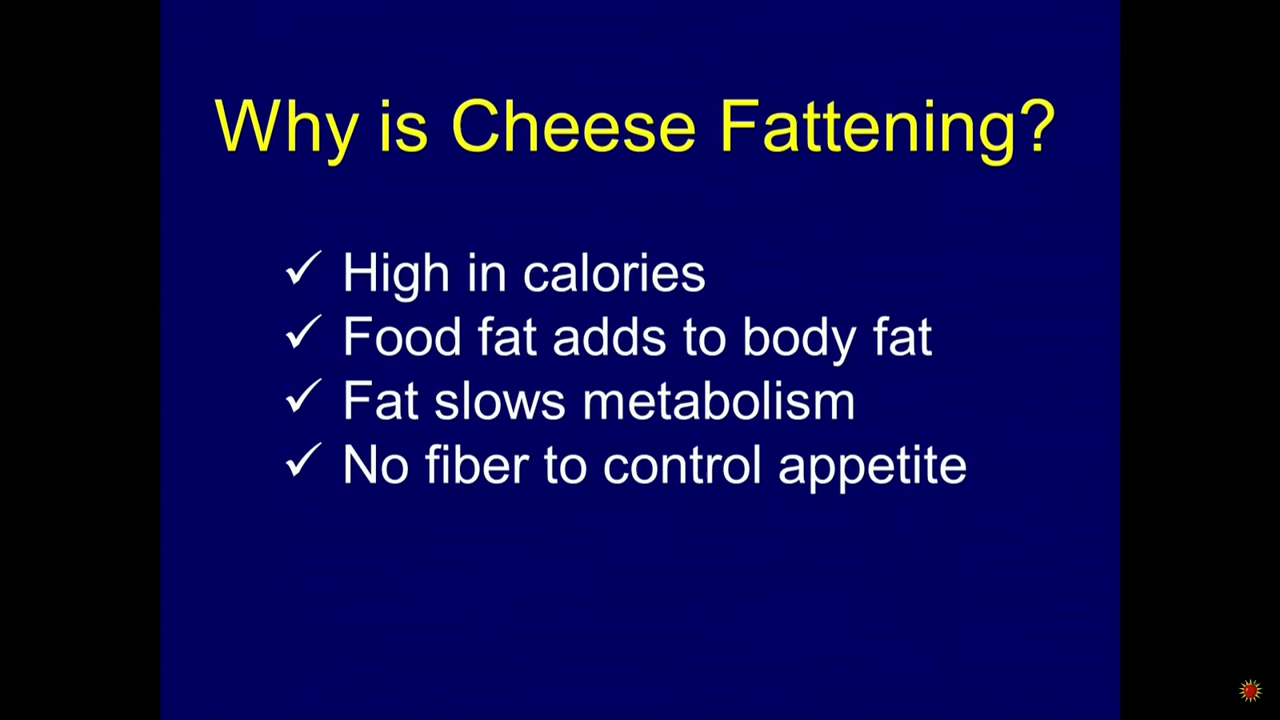 Why is Cheese Fattening?
✓ High in calories
✓ Food fat adds to body fat
✓ Fat slows metabolism
✓ No fiber to control appetite